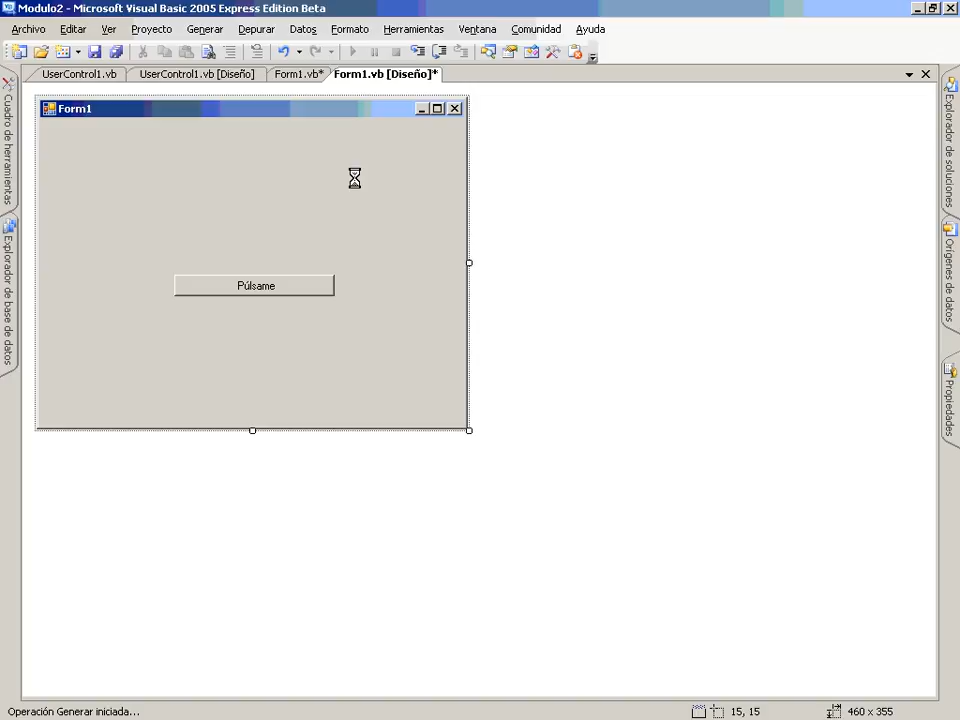 Modulo2 - Microsoft Visual Basic 2005 Express Edition Beta
Archivo Editar Ver Proyecto Generar Depurar Datos Formato Herramientas Ventana Comunidad Ayuda
UserControl1.vb UserControl1.vb [Diseño] Form1.vb* Form1.vb [Diseño]*
Form1
Púlsame
Cuadro de herramientas
Explorador de base de datos
Explorador de soluciones
Orígenes de datos
Propiedades
Operación Generar iniciada... 15, 15 460 x 355